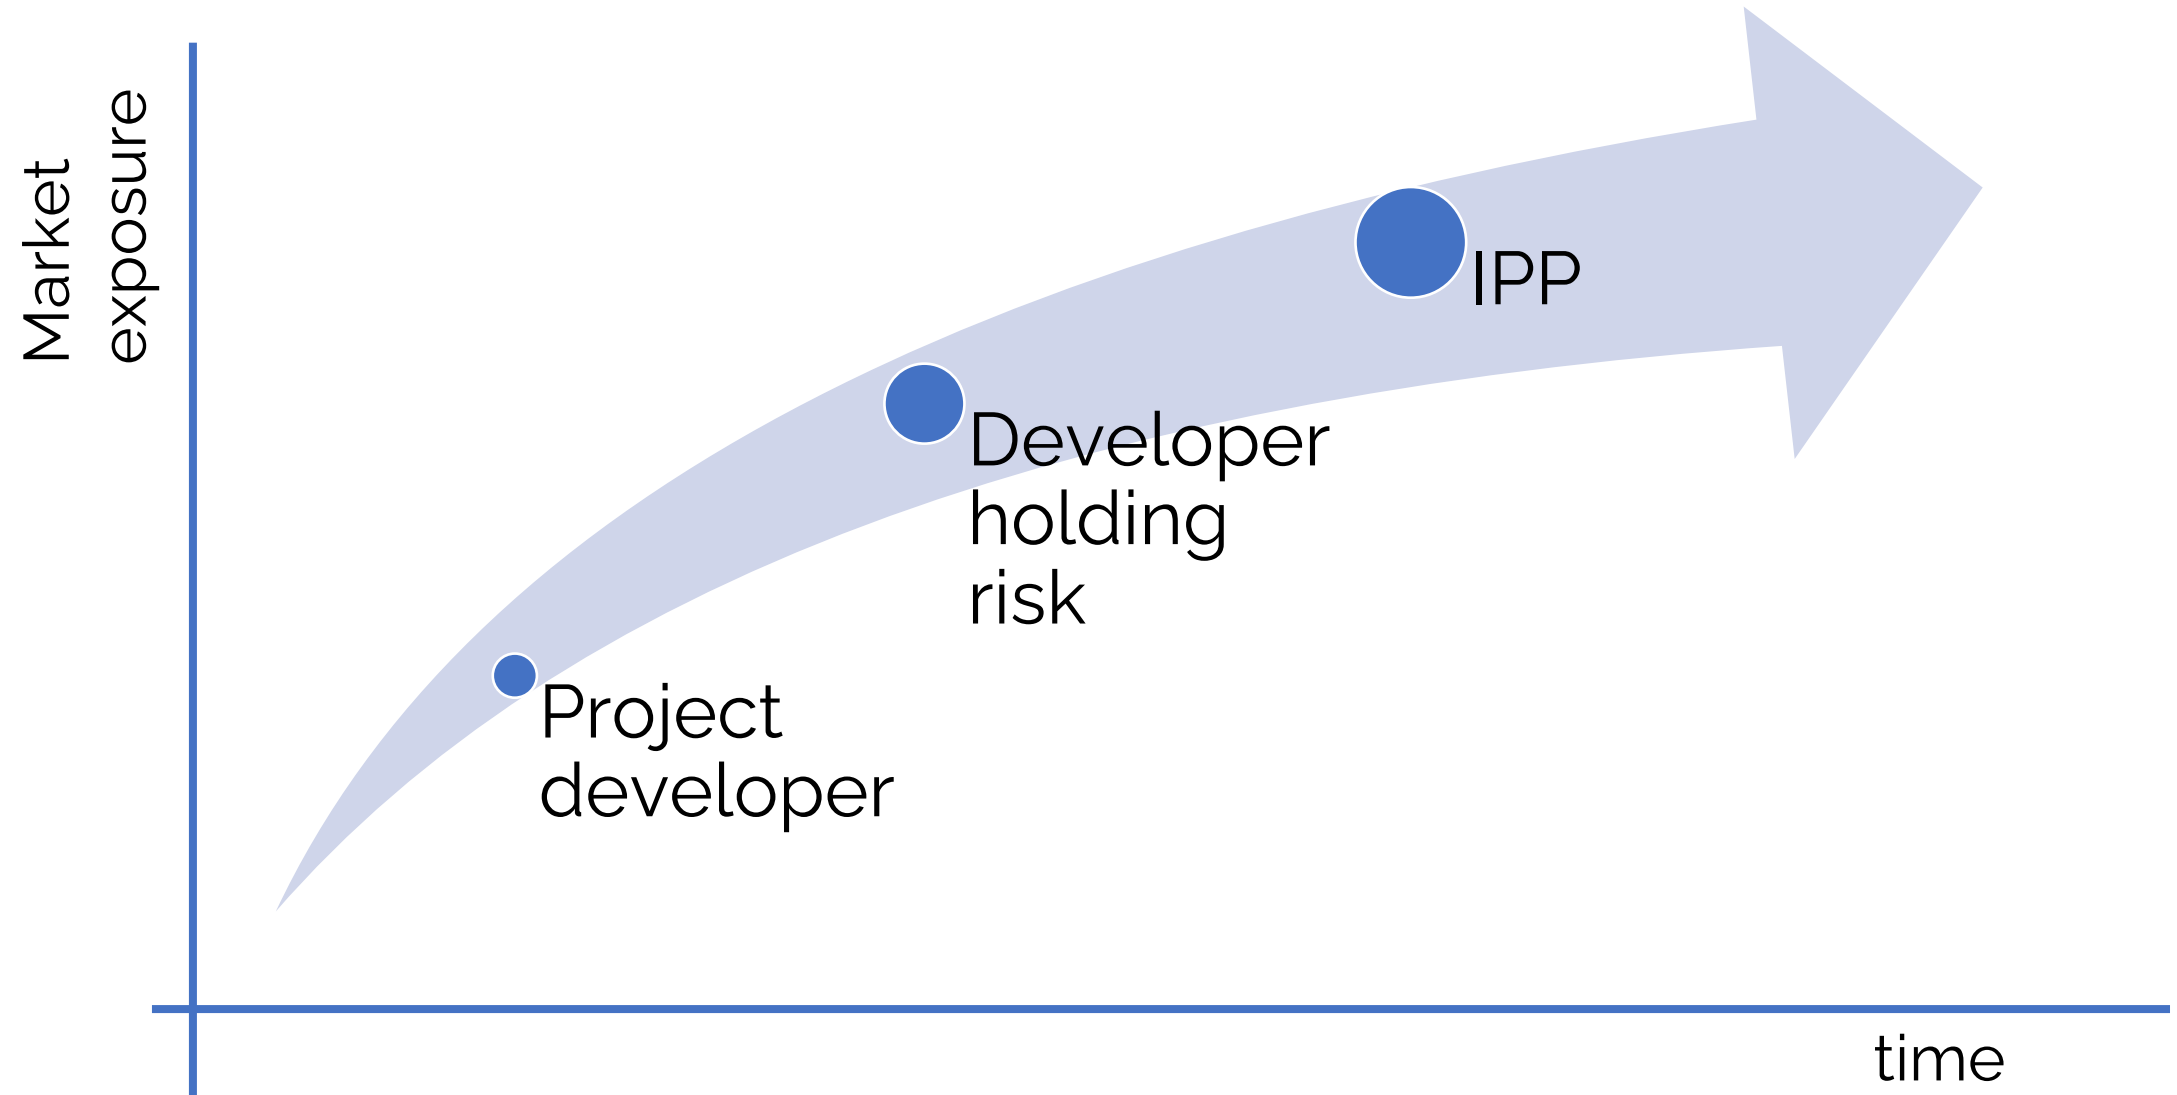 Market
exposure
IPP
Developer
holding
risk
Project
developer
time